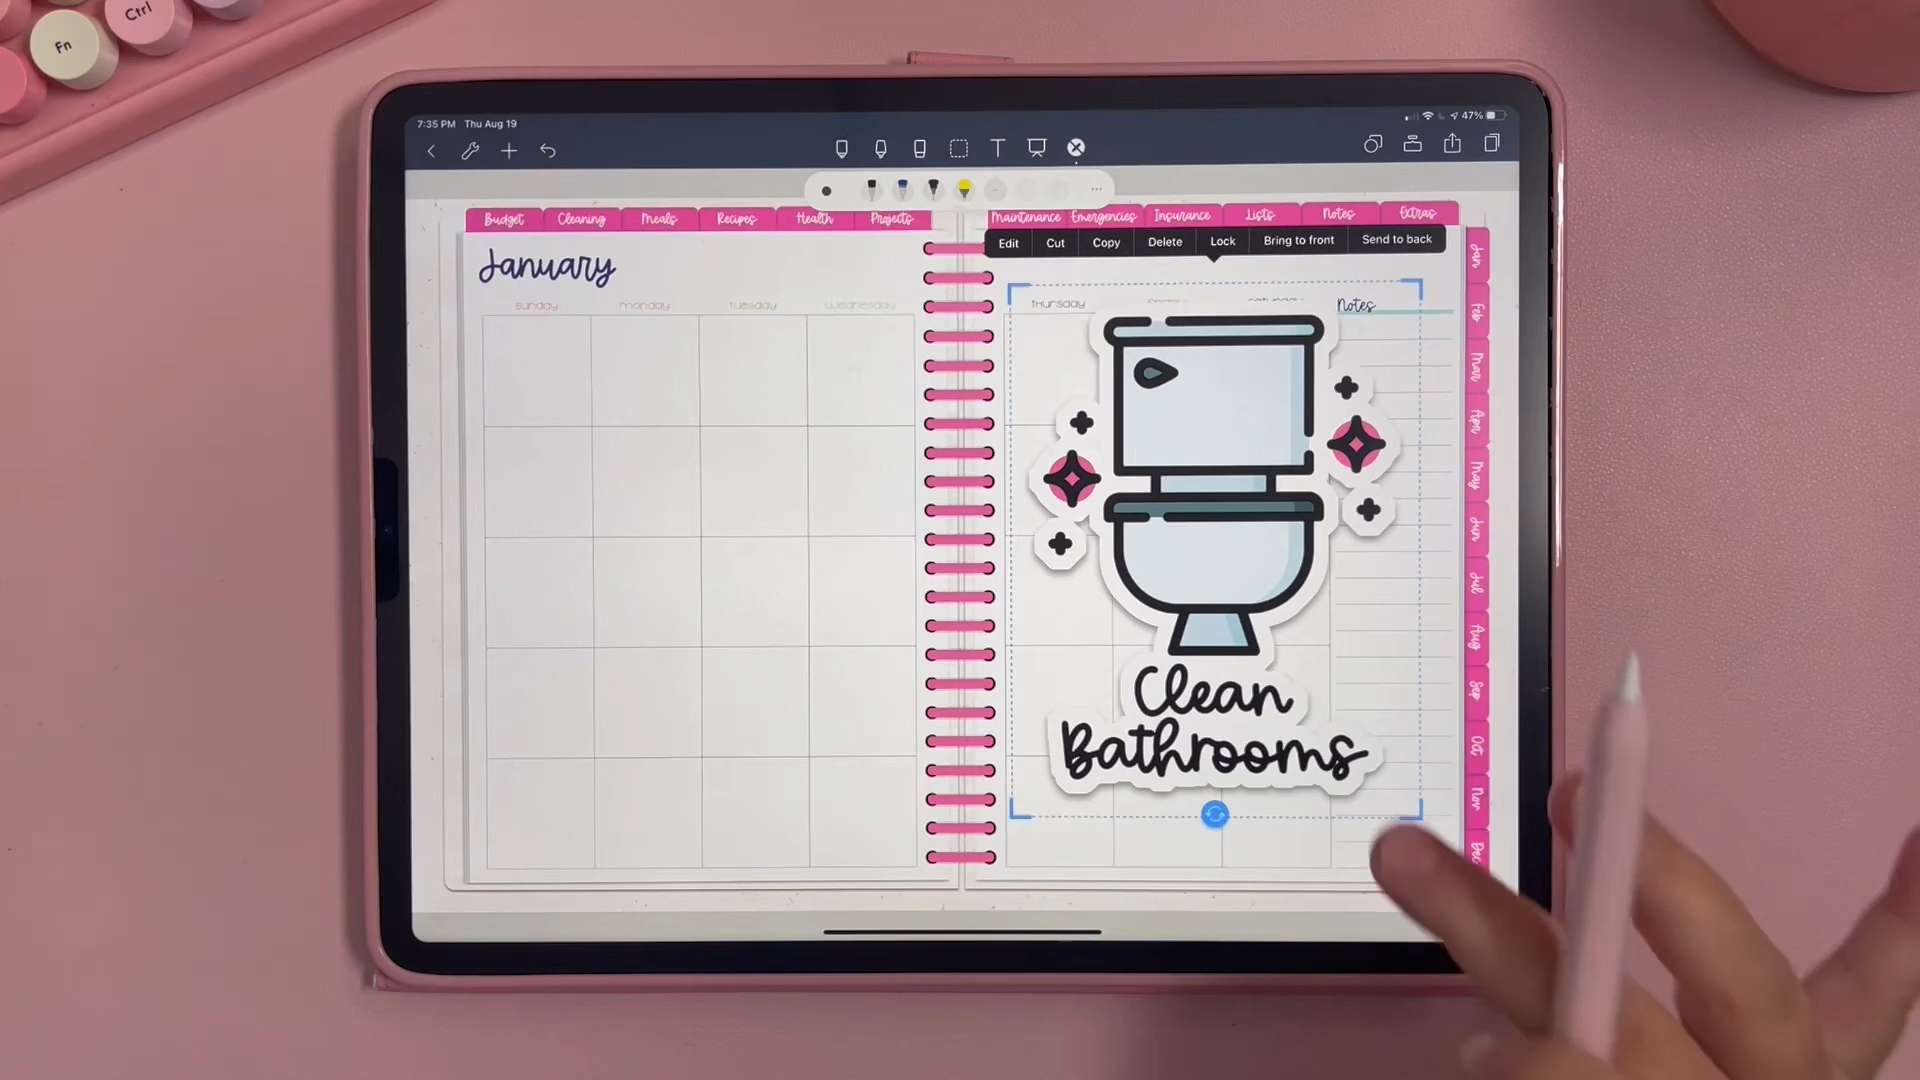 Ctrl
Fn
7:35 PM Thu Aug 19
47%
Budget Cleaning Meals Recipes Health Projects
Maintenance Emergencies Insurance Lists Notes Extras
Edit Cut Copy Delete Lock Bring to front Send to back
January
sunday monday tuesday wednesday
Thursday
Notes
Clean
Bathrooms
Jan
Feb
Mar
Apr
May
Jun
Jul
Aug
Sep
Oct
Nov
Dec